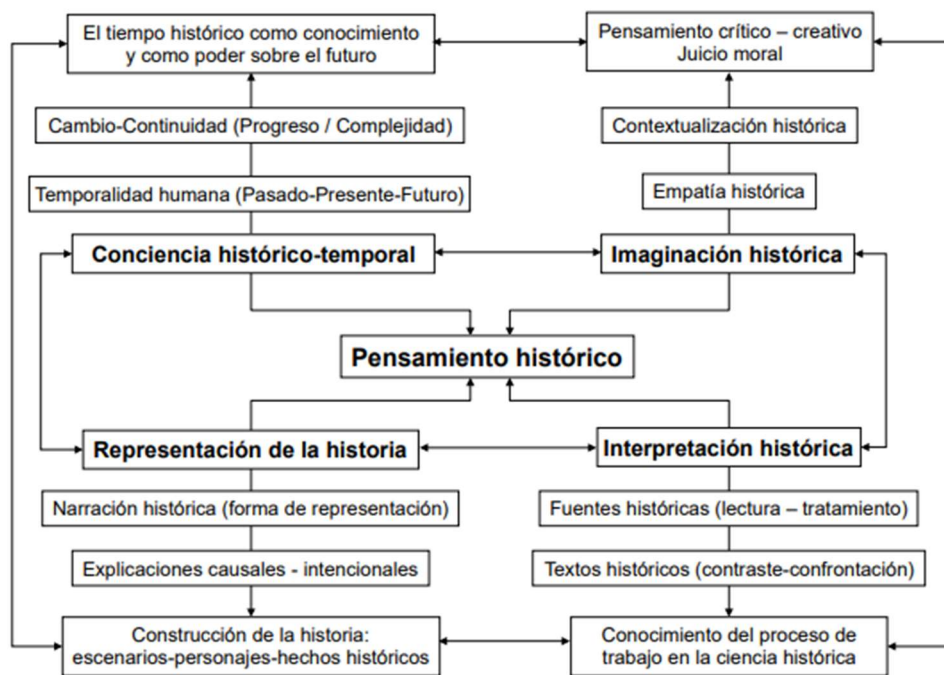 El tiempo histórico como conocimiento
y como poder sobre el futuro
Pensamiento crítico – creativo
Juicio moral
Cambio-Continuidad (Progreso / Complejidad)
Contextualización histórica
Temporalidad humana (Pasado-Presente-Futuro)
Empatía histórica
Conciencia histórico-temporal
Imaginación histórica
Pensamiento histórico
Representación de la historia
Interpretación histórica
Narración histórica (forma de representación)
Fuentes históricas (lectura – tratamiento)
Explicaciones causales - intencionales
Textos históricos (contraste-confrontación)
Construcción de la historia:
escenarios-personajes-hechos históricos
Conocimiento del proceso de
trabajo en la ciencia histórica